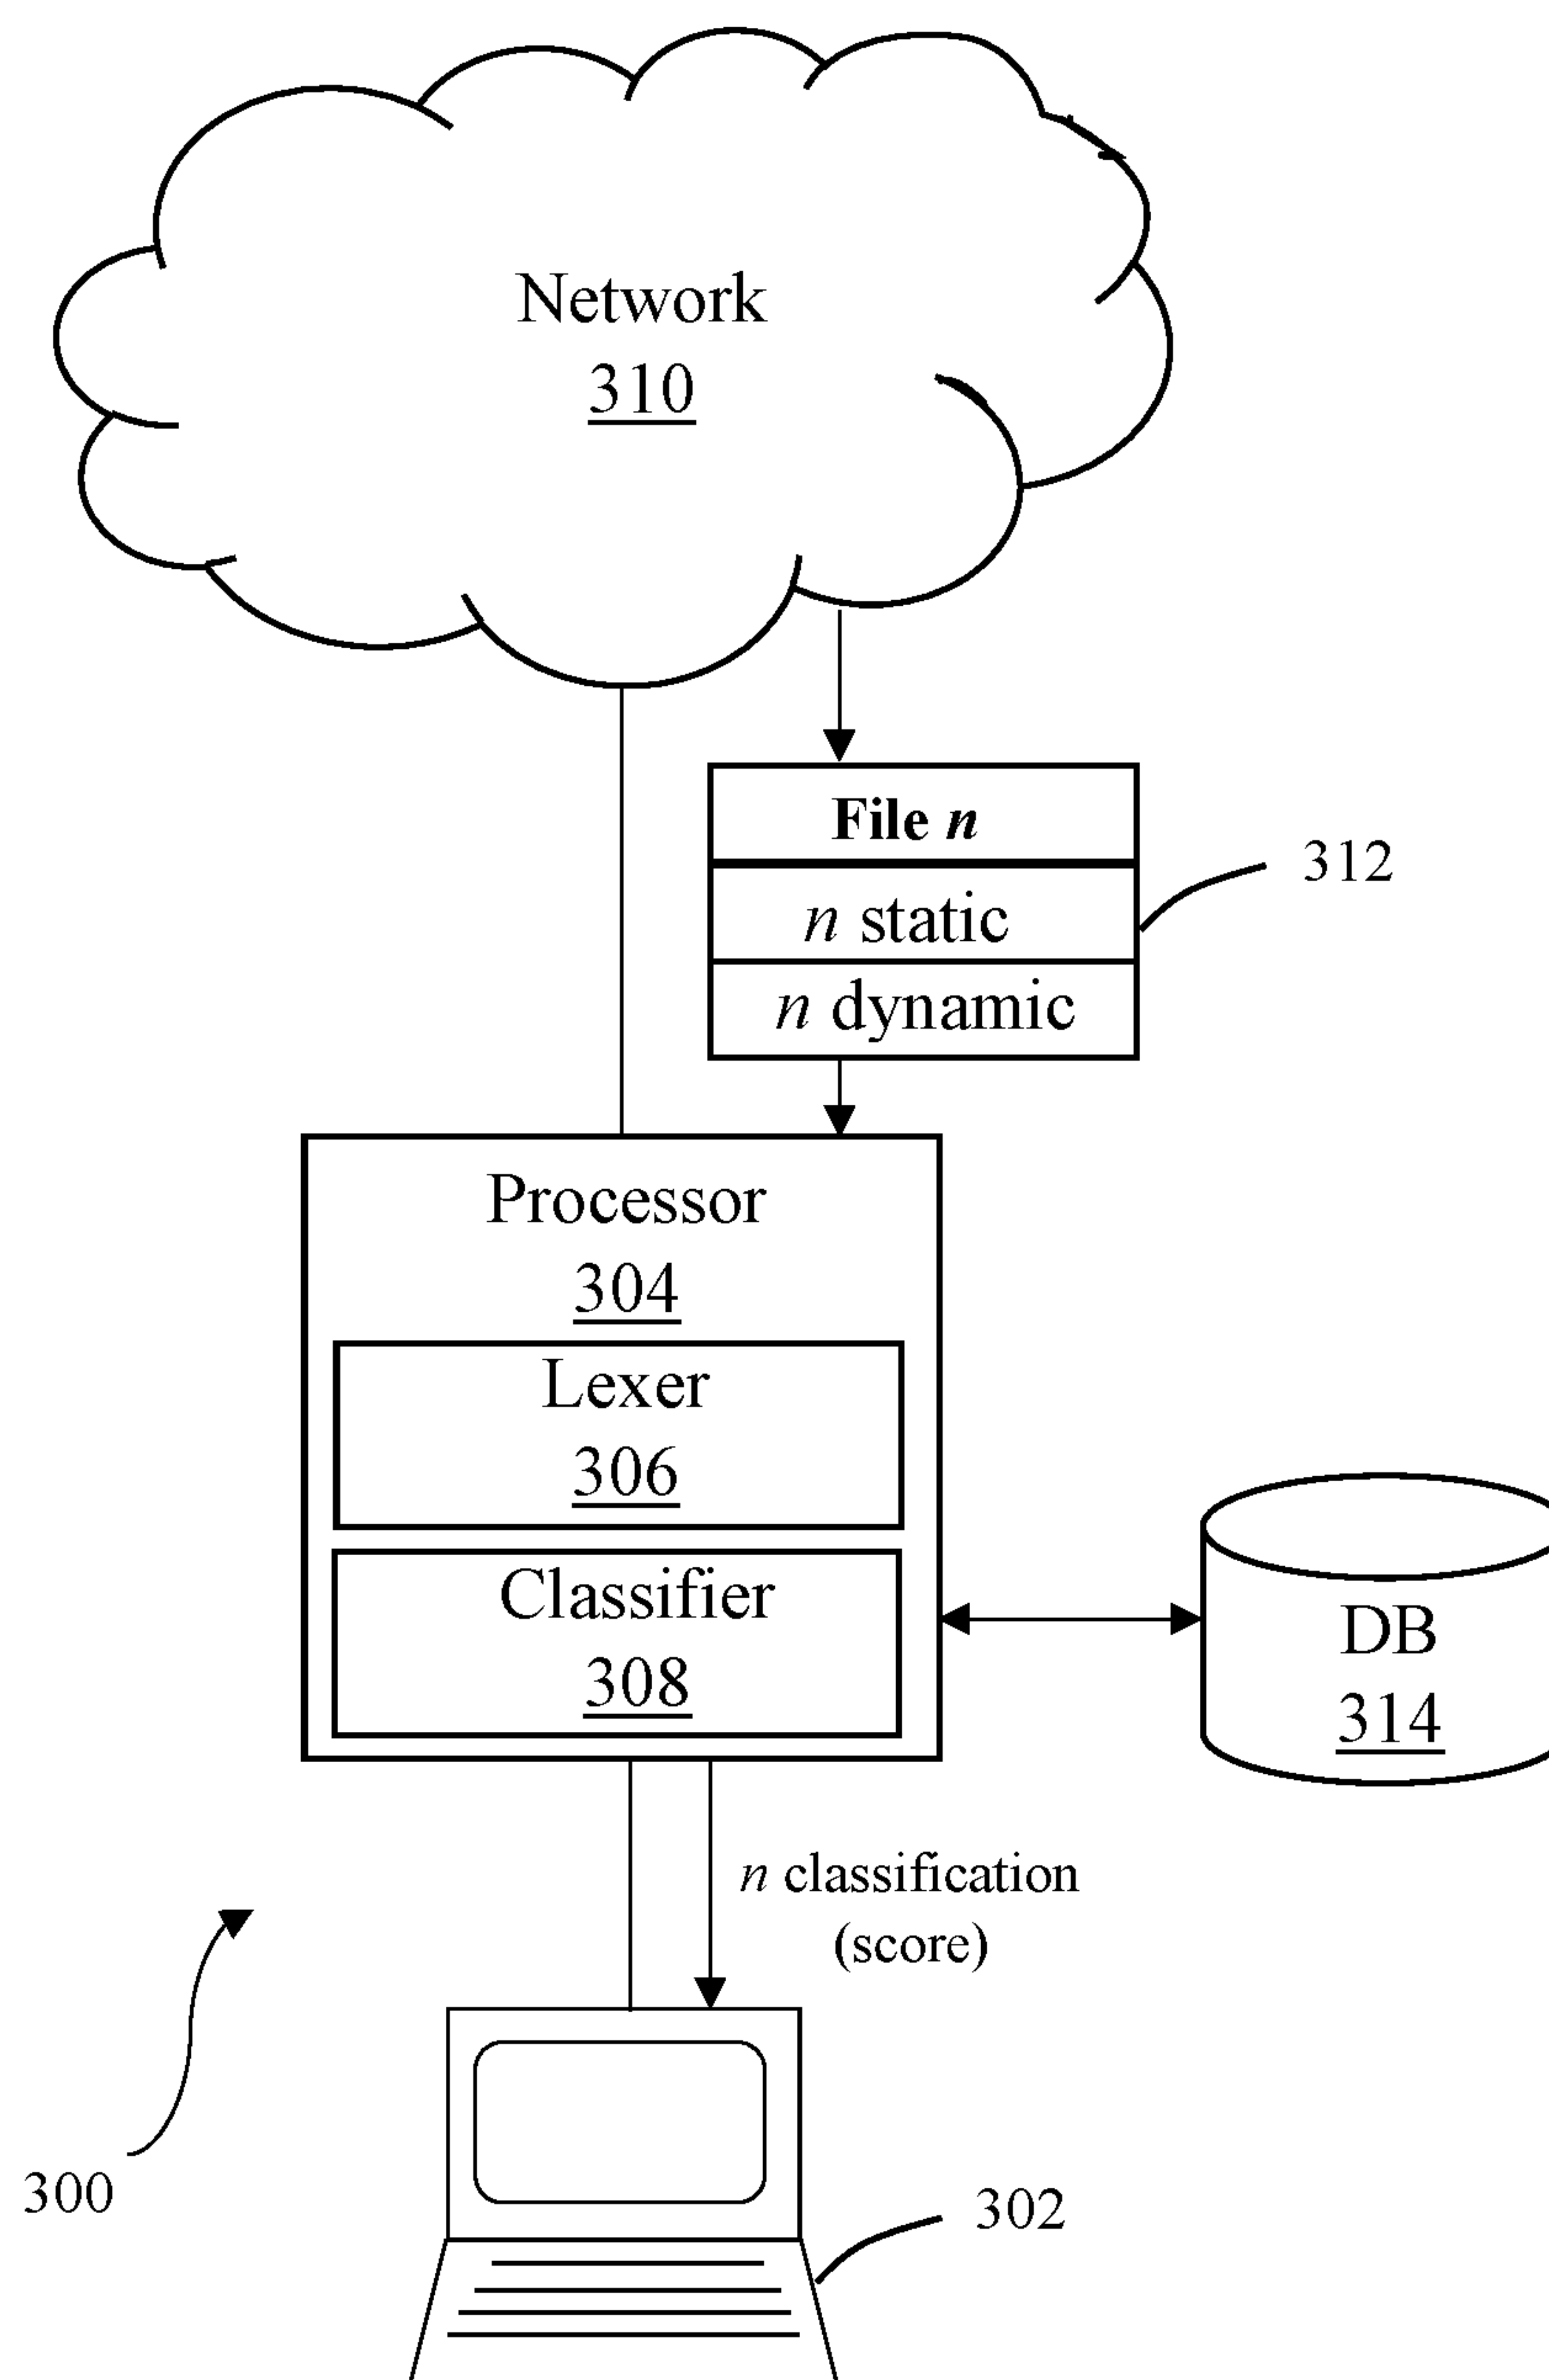 Network
310
File n
312
n static
n dynamic
Processor
304
Lexer
306
Classifier
308
DB
314
n classification
(score)
300
302